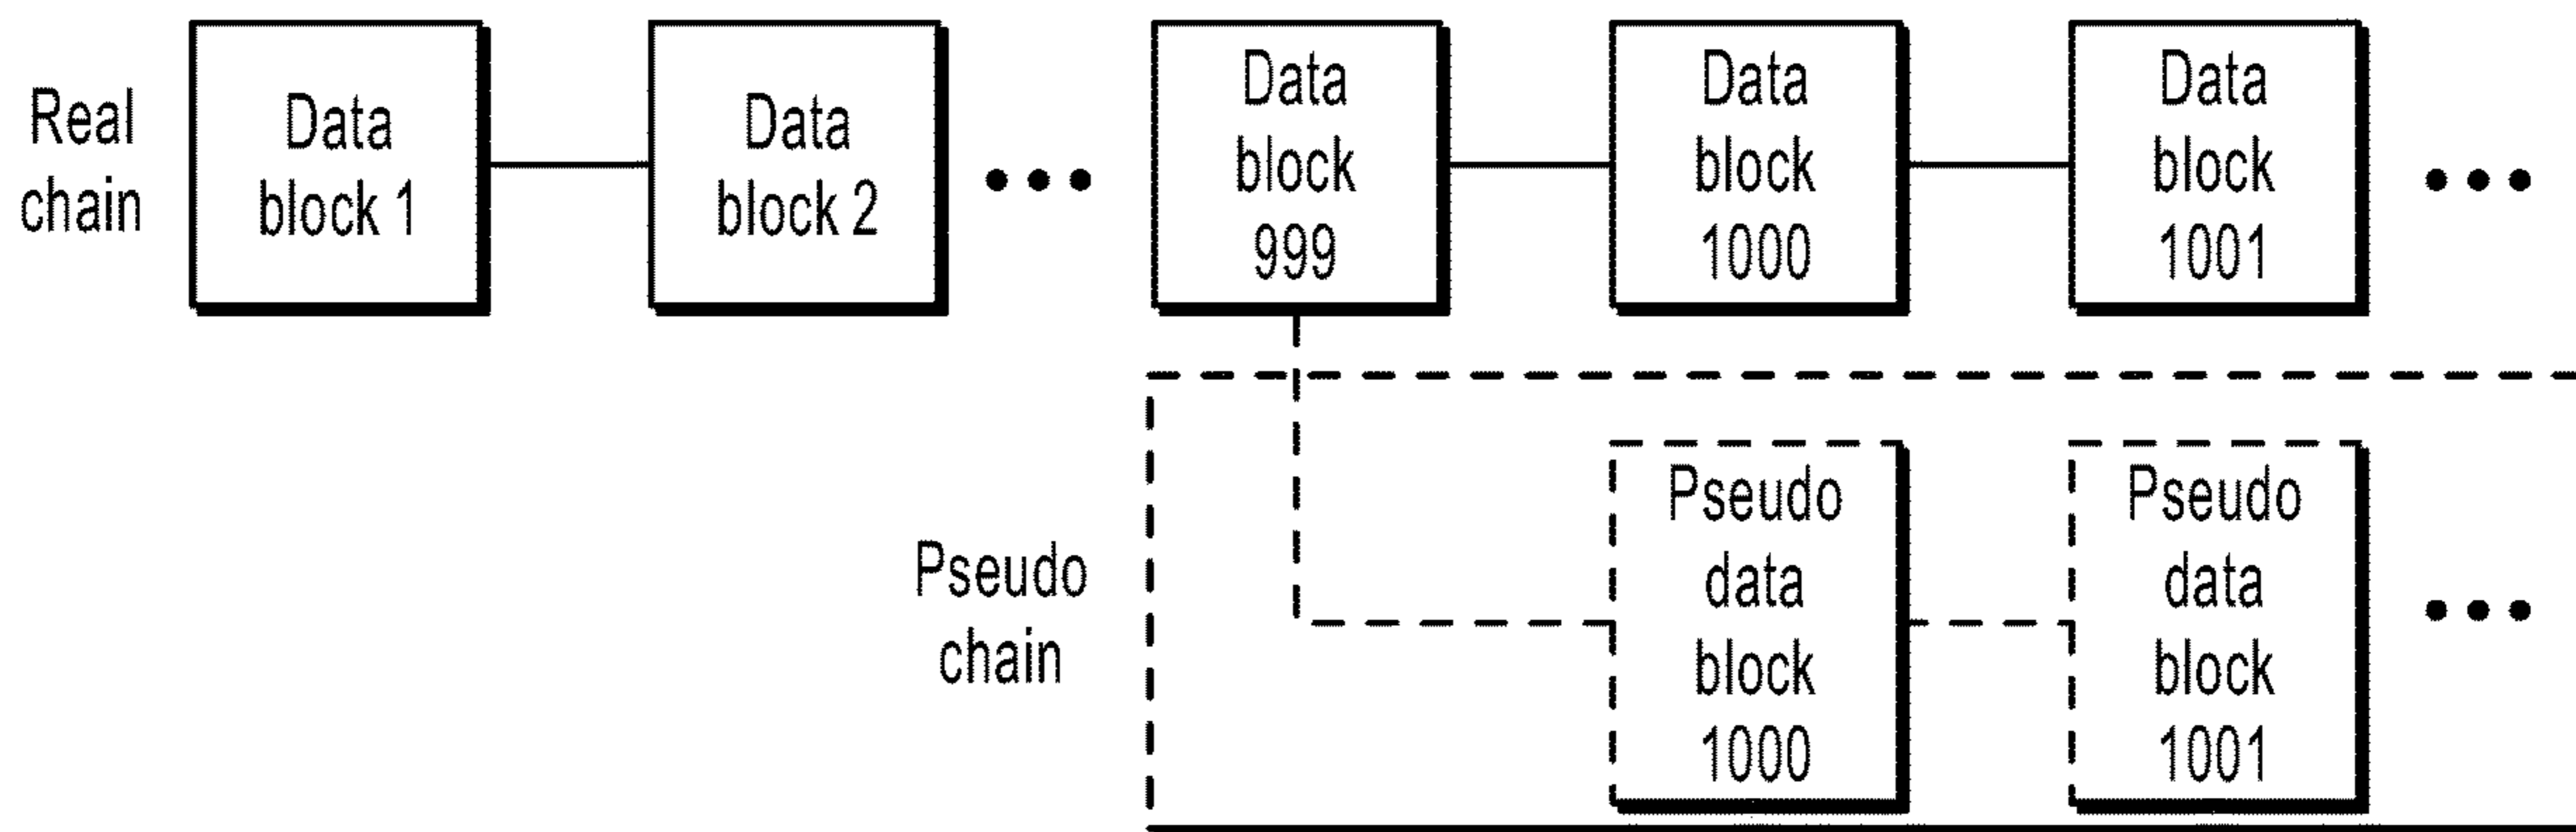 Real
chain
Data
block 1
Data
block 2
Data
block
999
Data
block
1000
Data
block
1001
Pseudo
chain
Pseudo
data
block
1000
Pseudo
data
block
1001